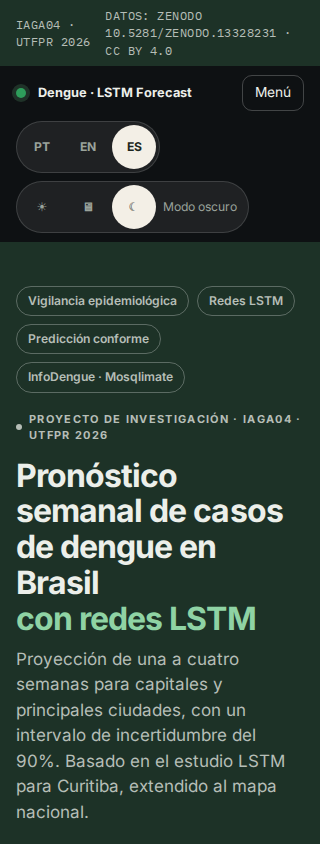 IAGA04 ·
UTFPR 2026
DATOS: ZENODO
10.5281/ZENODO.13328231 ·
CC BY 4.0
Dengue · LSTM Forecast
Menú
PT EN ES
Modo oscuro
Vigilancia epidemiológica
Redes LSTM
Predicción conforme
InfoDengue · Mosqlimate
PROYECTO DE INVESTIGACIÓN · IAGA04 ·
UTFPR 2026
Pronóstico
semanal de casos
de dengue en
Brasil
con redes LSTM
Proyección de una a cuatro
semanas para capitales y
principales ciudades, con un
intervalo de incertidumbre del
90%. Basado en el estudio LSTM
para Curitiba, extendido al mapa
nacional.